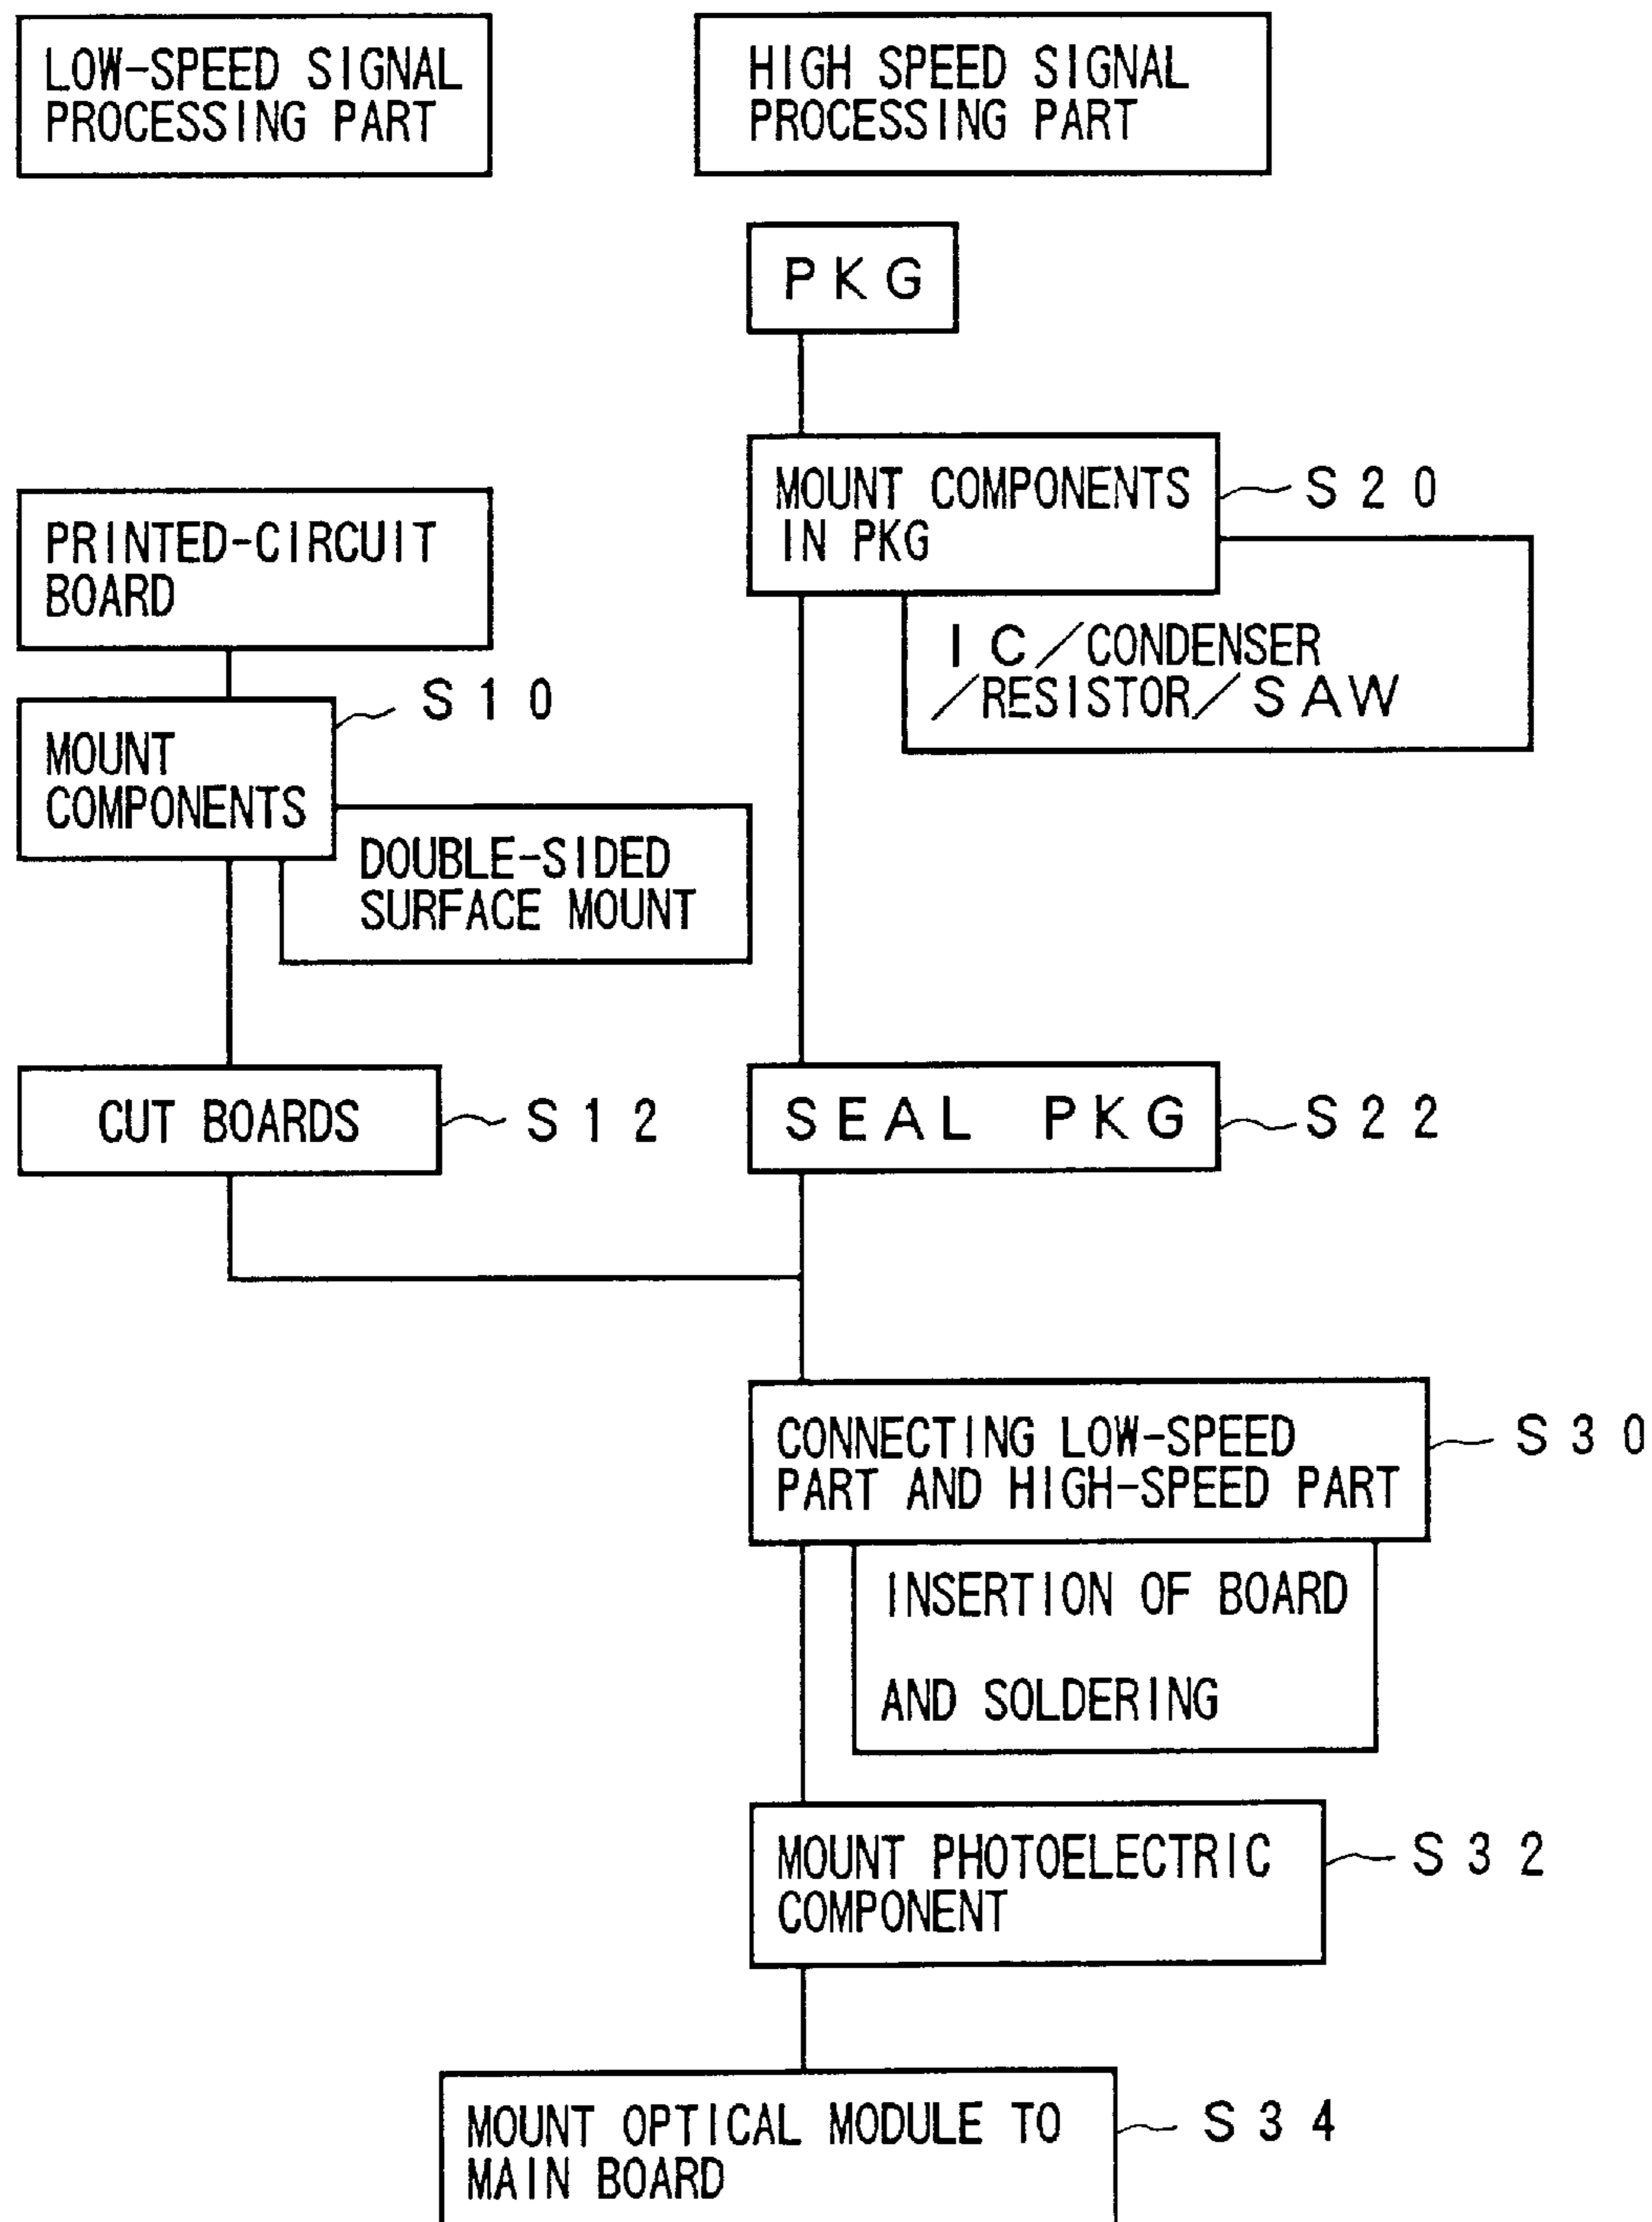 LOW-SPEED SIGNAL
PROCESSING PART
HIGH SPEED SIGNAL
PROCESSING PART
PKG
MOUNT COMPONENTS
IN PKG
S20
IC/CONDENSER
/RESISTOR/SAW
PRINTED-CIRCUIT
BOARD
S10
MOUNT
COMPONENTS
DOUBLE-SIDED
SURFACE MOUNT
CUT BOARDS
S12
SEAL PKG
S22
CONNECTING LOW-SPEED
PART AND HIGH-SPEED PART
S30
INSERTION OF BOARD
AND SOLDERING
MOUNT PHOTOELECTRIC
COMPONENT
S32
MOUNT OPTICAL MODULE TO
MAIN BOARD
S34